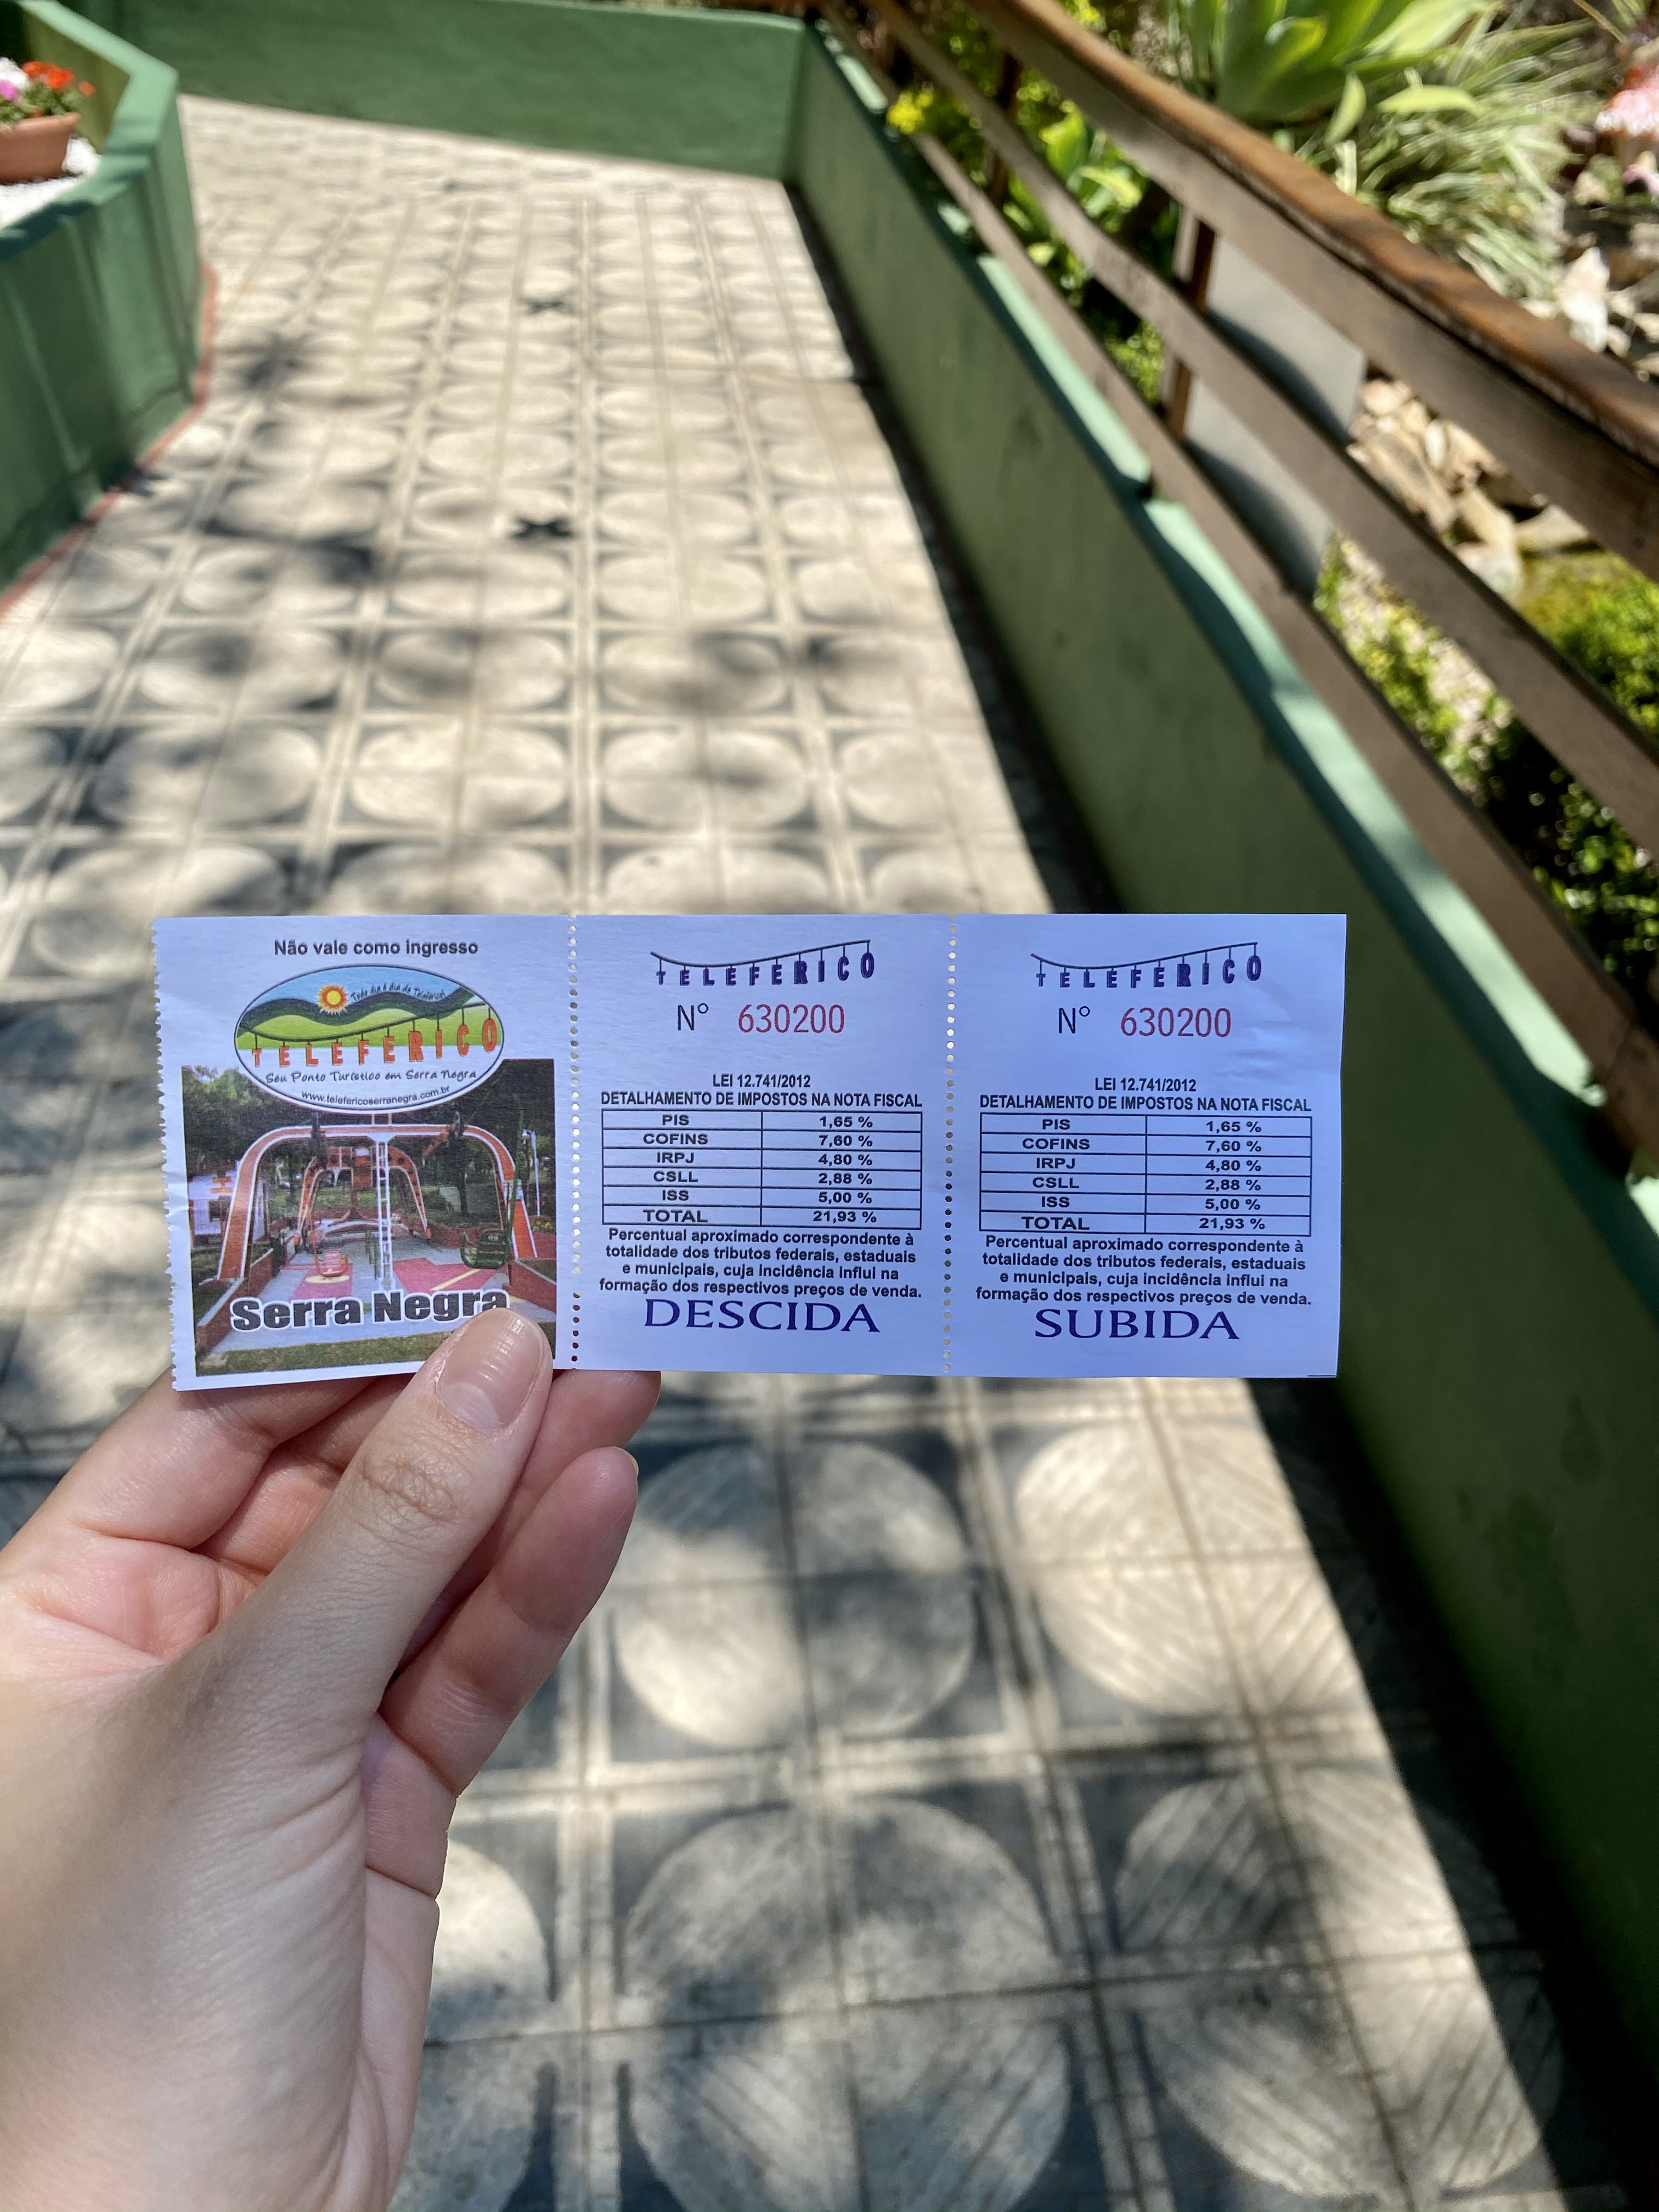 Não vale como ingresso
Todo dia é dia de Teleférico
TELEFERICO
Seu Ponto Turístico em Serra Negra
www.telefericoserranegra.com.br
Serra Negra
TELEFERICO
N° 630200
LEI 12.741/2012
DETALHAMENTO DE IMPOSTOS NA NOTA FISCAL
PIS 1,65 %
COFINS 7,60 %
IRPJ 4,80 %
CSLL 2,88 %
ISS 5,00 %
TOTAL 21,93 %
Percentual aproximado correspondente à
totalidade dos tributos federais, estaduais
e municipais, cuja incidência influi na
formação dos respectivos preços de venda.
DESCIDA
TELEFERICO
N° 630200
LEI 12.741/2012
DETALHAMENTO DE IMPOSTOS NA NOTA FISCAL
PIS 1,65 %
COFINS 7,60 %
IRPJ 4,80 %
CSLL 2,88 %
ISS 5,00 %
TOTAL 21,93 %
Percentual aproximado correspondente à
totalidade dos tributos federais, estaduais
e municipais, cuja incidência influi na
formação dos respectivos preços de venda.
SUBIDA